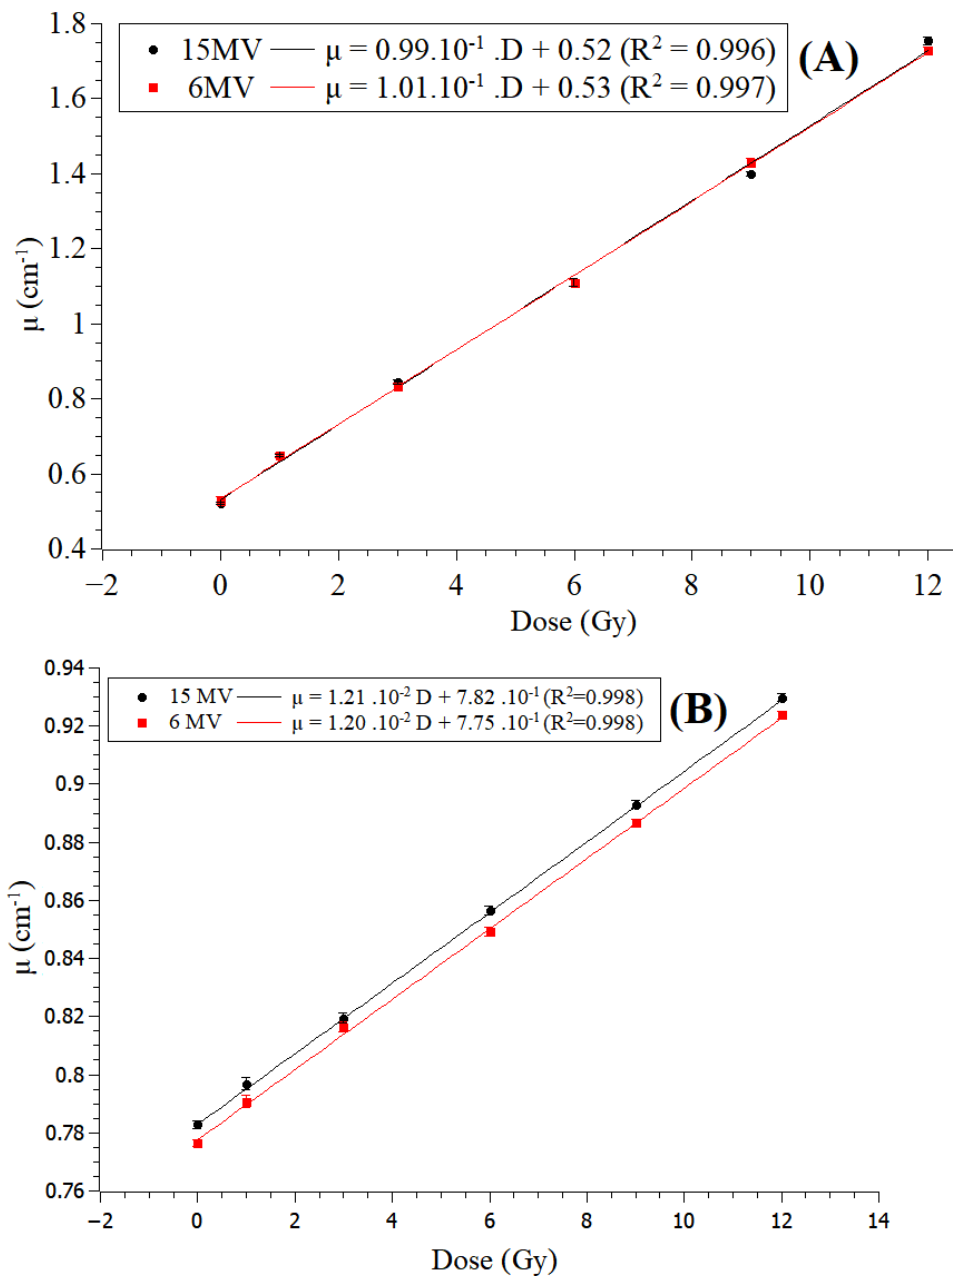 15MV μ = 0.99.10⁻¹ .D + 0.52 (R² = 0.996)
6MV μ = 1.01.10⁻¹ .D + 0.53 (R² = 0.997)
(A)
1.8
1.6
1.4
1.2
1
0.8
0.6
0.4
μ (cm⁻¹)
−2 0 2 4 6 8 10 12
Dose (Gy)
15 MV μ = 1.21 .10⁻² D + 7.82 .10⁻¹ (R²=0.998)
6 MV μ = 1.20 .10⁻² D + 7.75 .10⁻¹ (R²=0.998)
(B)
0.94
0.92
0.9
0.88
0.86
0.84
0.82
0.8
0.78
0.76
μ (cm⁻¹)
−2 0 2 4 6 8 10 12 14
Dose (Gy)